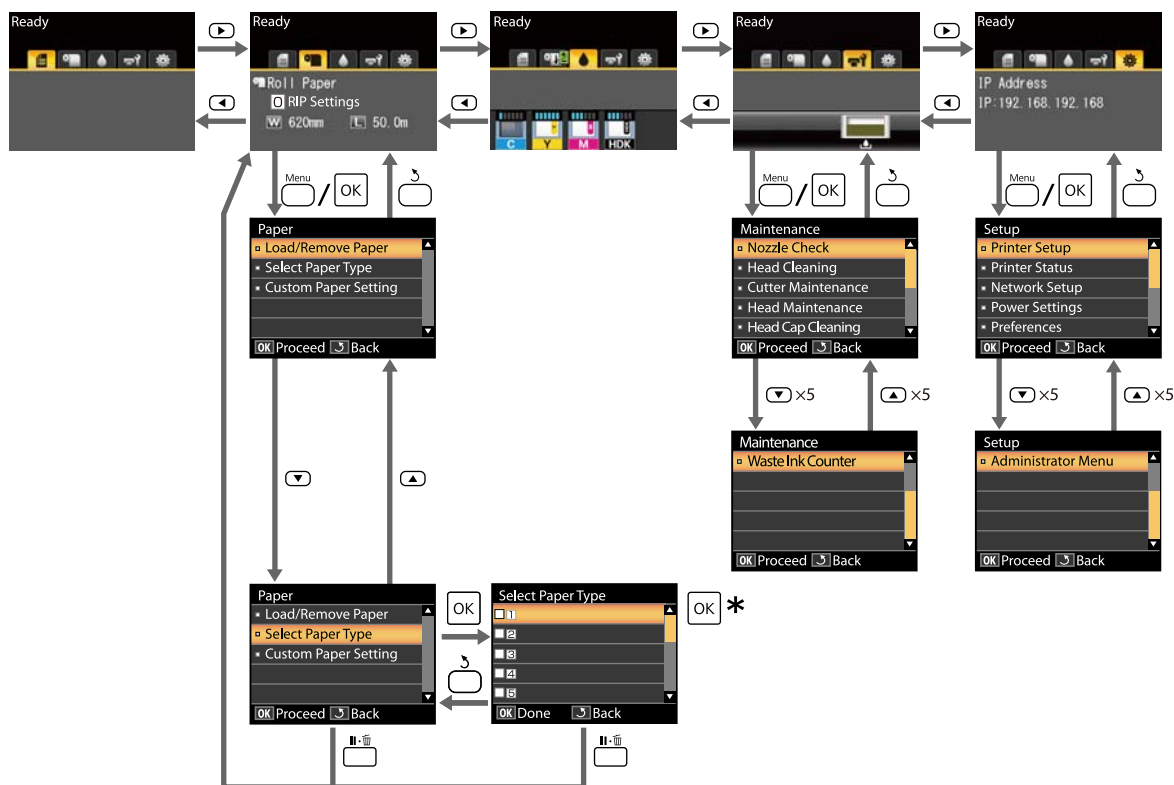 Ready
Ready
Ready
Ready
Ready
Roll Paper
0 RIP Settings
W 620mm L 50.0m
C Y M HDK
IP Address
IP:192.168.192.168
Menu
/ OK
Menu
/ OK
Menu
/ OK
Paper
Load/Remove Paper
Select Paper Type
Custom Paper Setting
OK Proceed Back
Maintenance
Nozzle Check
Head Cleaning
Cutter Maintenance
Head Maintenance
Head Cap Cleaning
OK Proceed Back
Setup
Printer Setup
Printer Status
Network Setup
Power Settings
Preferences
OK Proceed Back
×5
×5
×5
×5
Maintenance
Waste Ink Counter
OK Proceed Back
Setup
Administrator Menu
OK Proceed Back
Paper
Load/Remove Paper
Select Paper Type
Custom Paper Setting
OK Proceed Back
OK
Select Paper Type
1
2
3
4
5
OK Done Back
OK *